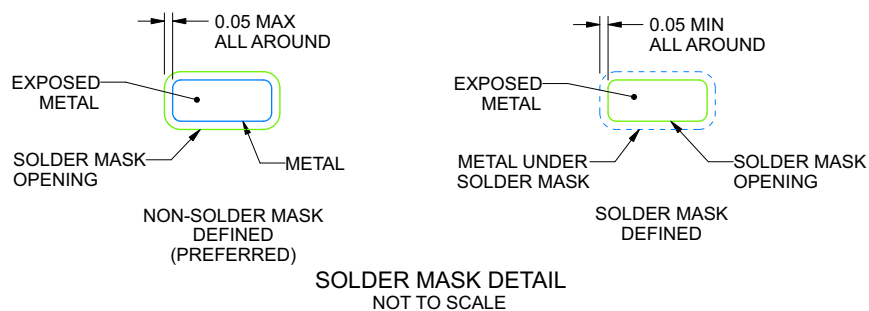 0.05 MAX
ALL AROUND
EXPOSED
METAL
SOLDER MASK
OPENING
METAL
NON-SOLDER MASK
DEFINED
(PREFERRED)
0.05 MIN
ALL AROUND
EXPOSED
METAL
METAL UNDER
SOLDER MASK
SOLDER MASK
OPENING
SOLDER MASK
DEFINED
SOLDER MASK DETAIL
NOT TO SCALE